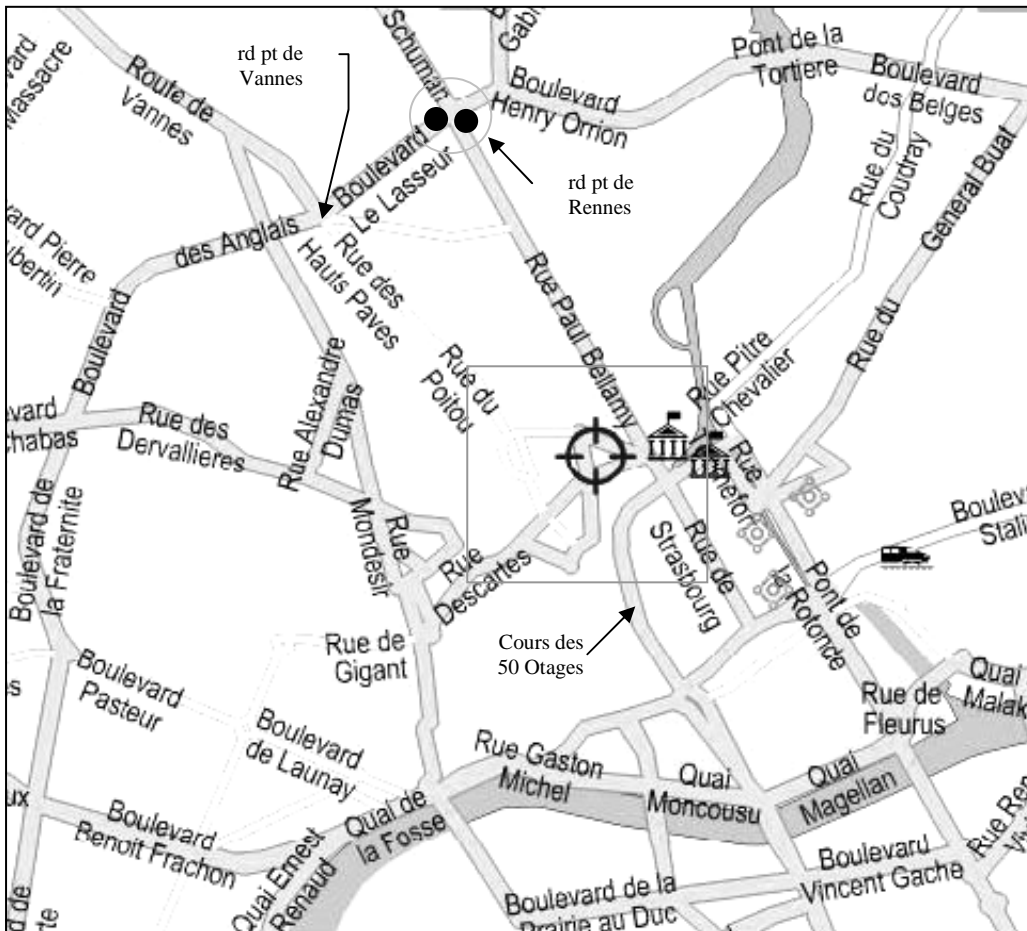 rd pt de
Vannes
Route de
Vannes
Massacre
Schuman
Boulevard
Henry Orrion
Pont de la
Tortiere
Boulevard
dos Belges
Rue du
Coudray
General Buat
Rue du
rd pt de
Rennes
Boulevard
Le Lasseur
des Anglais
Boulevard
Rue des
Hauts Paves
Pierre
Rue Paul Bellamy
Rue Pitre
Chevalier
Rue du
Poitou
Rue Alexandre
Dumas
Rue des
Dervallieres
Boulevard de
la Fraternite
Rue
Mondesir
Rue
Descartes
Rue
Rue de
Strasbourg
Pont de
la Rotonde
Cours des
50 Otages
Rue de
Gigant
Boulevard
Pasteur
Boulevard
de Launay
Rue de
Fleurus
Quai
Malak
Rue Gaston
Michel
Quai
Moncousu
Quai
Magellan
Quai de
la Fosse
Boulevard
Benoit Frachon
Quai Ernest
Renaud
Boulevard de la
Prairie au Duc
Boulevard
Vincent Gache